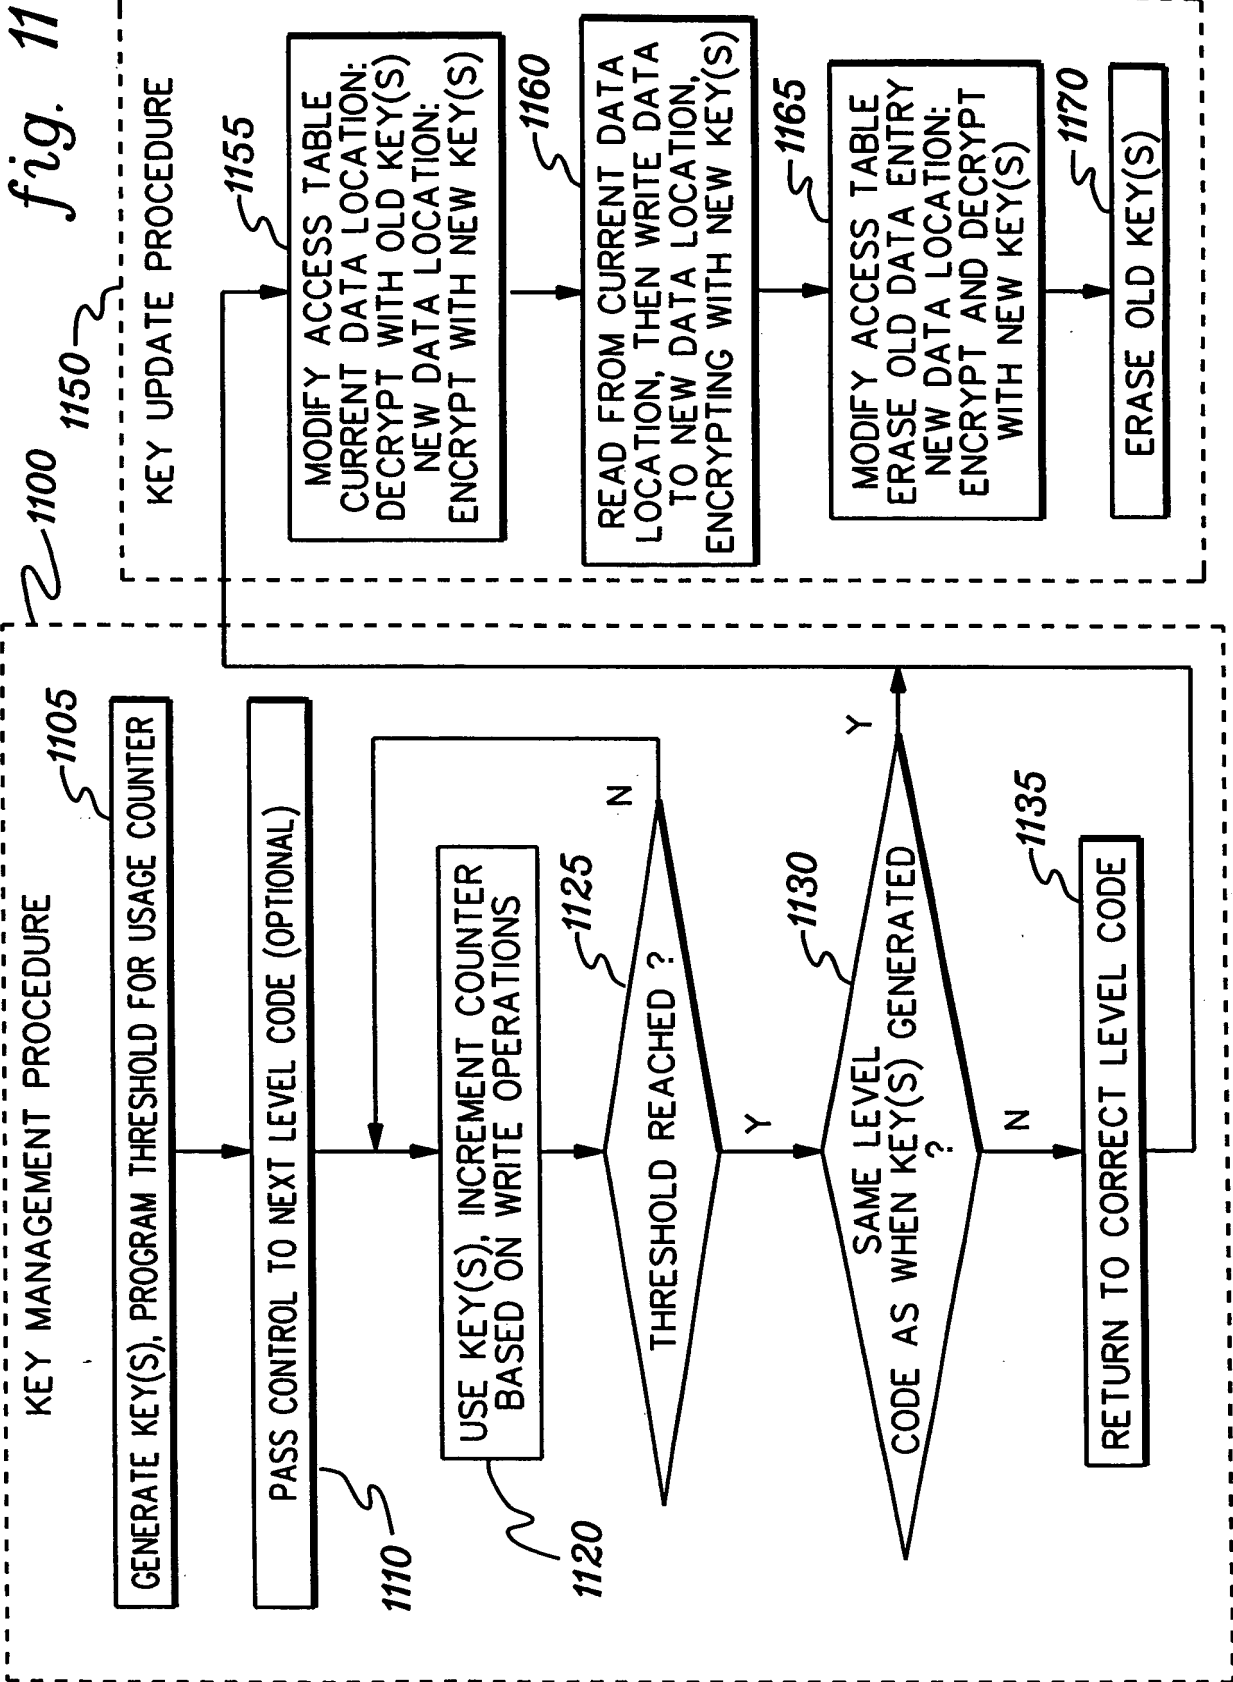 KEY MANAGEMENT PROCEDURE
1100
GENERATE KEY(S), PROGRAM THRESHOLD FOR USAGE COUNTER
1105
PASS CONTROL TO NEXT LEVEL CODE (OPTIONAL)
1110
USE KEY(S), INCREMENT COUNTER
BASED ON WRITE OPERATIONS
1120
THRESHOLD REACHED ?
1125
N
Y
SAME LEVEL
CODE AS WHEN KEY(S) GENERATED
?
1130
Y
N
RETURN TO CORRECT LEVEL CODE
1135
fig. 11
1150
KEY UPDATE PROCEDURE
1155
MODIFY ACCESS TABLE
CURRENT DATA LOCATION:
DECRYPT WITH OLD KEY(S)
NEW DATA LOCATION:
ENCRYPT WITH NEW KEY(S)
1160
READ FROM CURRENT DATA
LOCATION, THEN WRITE DATA
TO NEW DATA LOCATION,
ENCRYPTING WITH NEW KEY(S)
1165
MODIFY ACCESS TABLE
ERASE OLD DATA ENTRY
NEW DATA LOCATION:
ENCRYPT AND DECRYPT
WITH NEW KEY(S)
1170
ERASE OLD KEY(S)